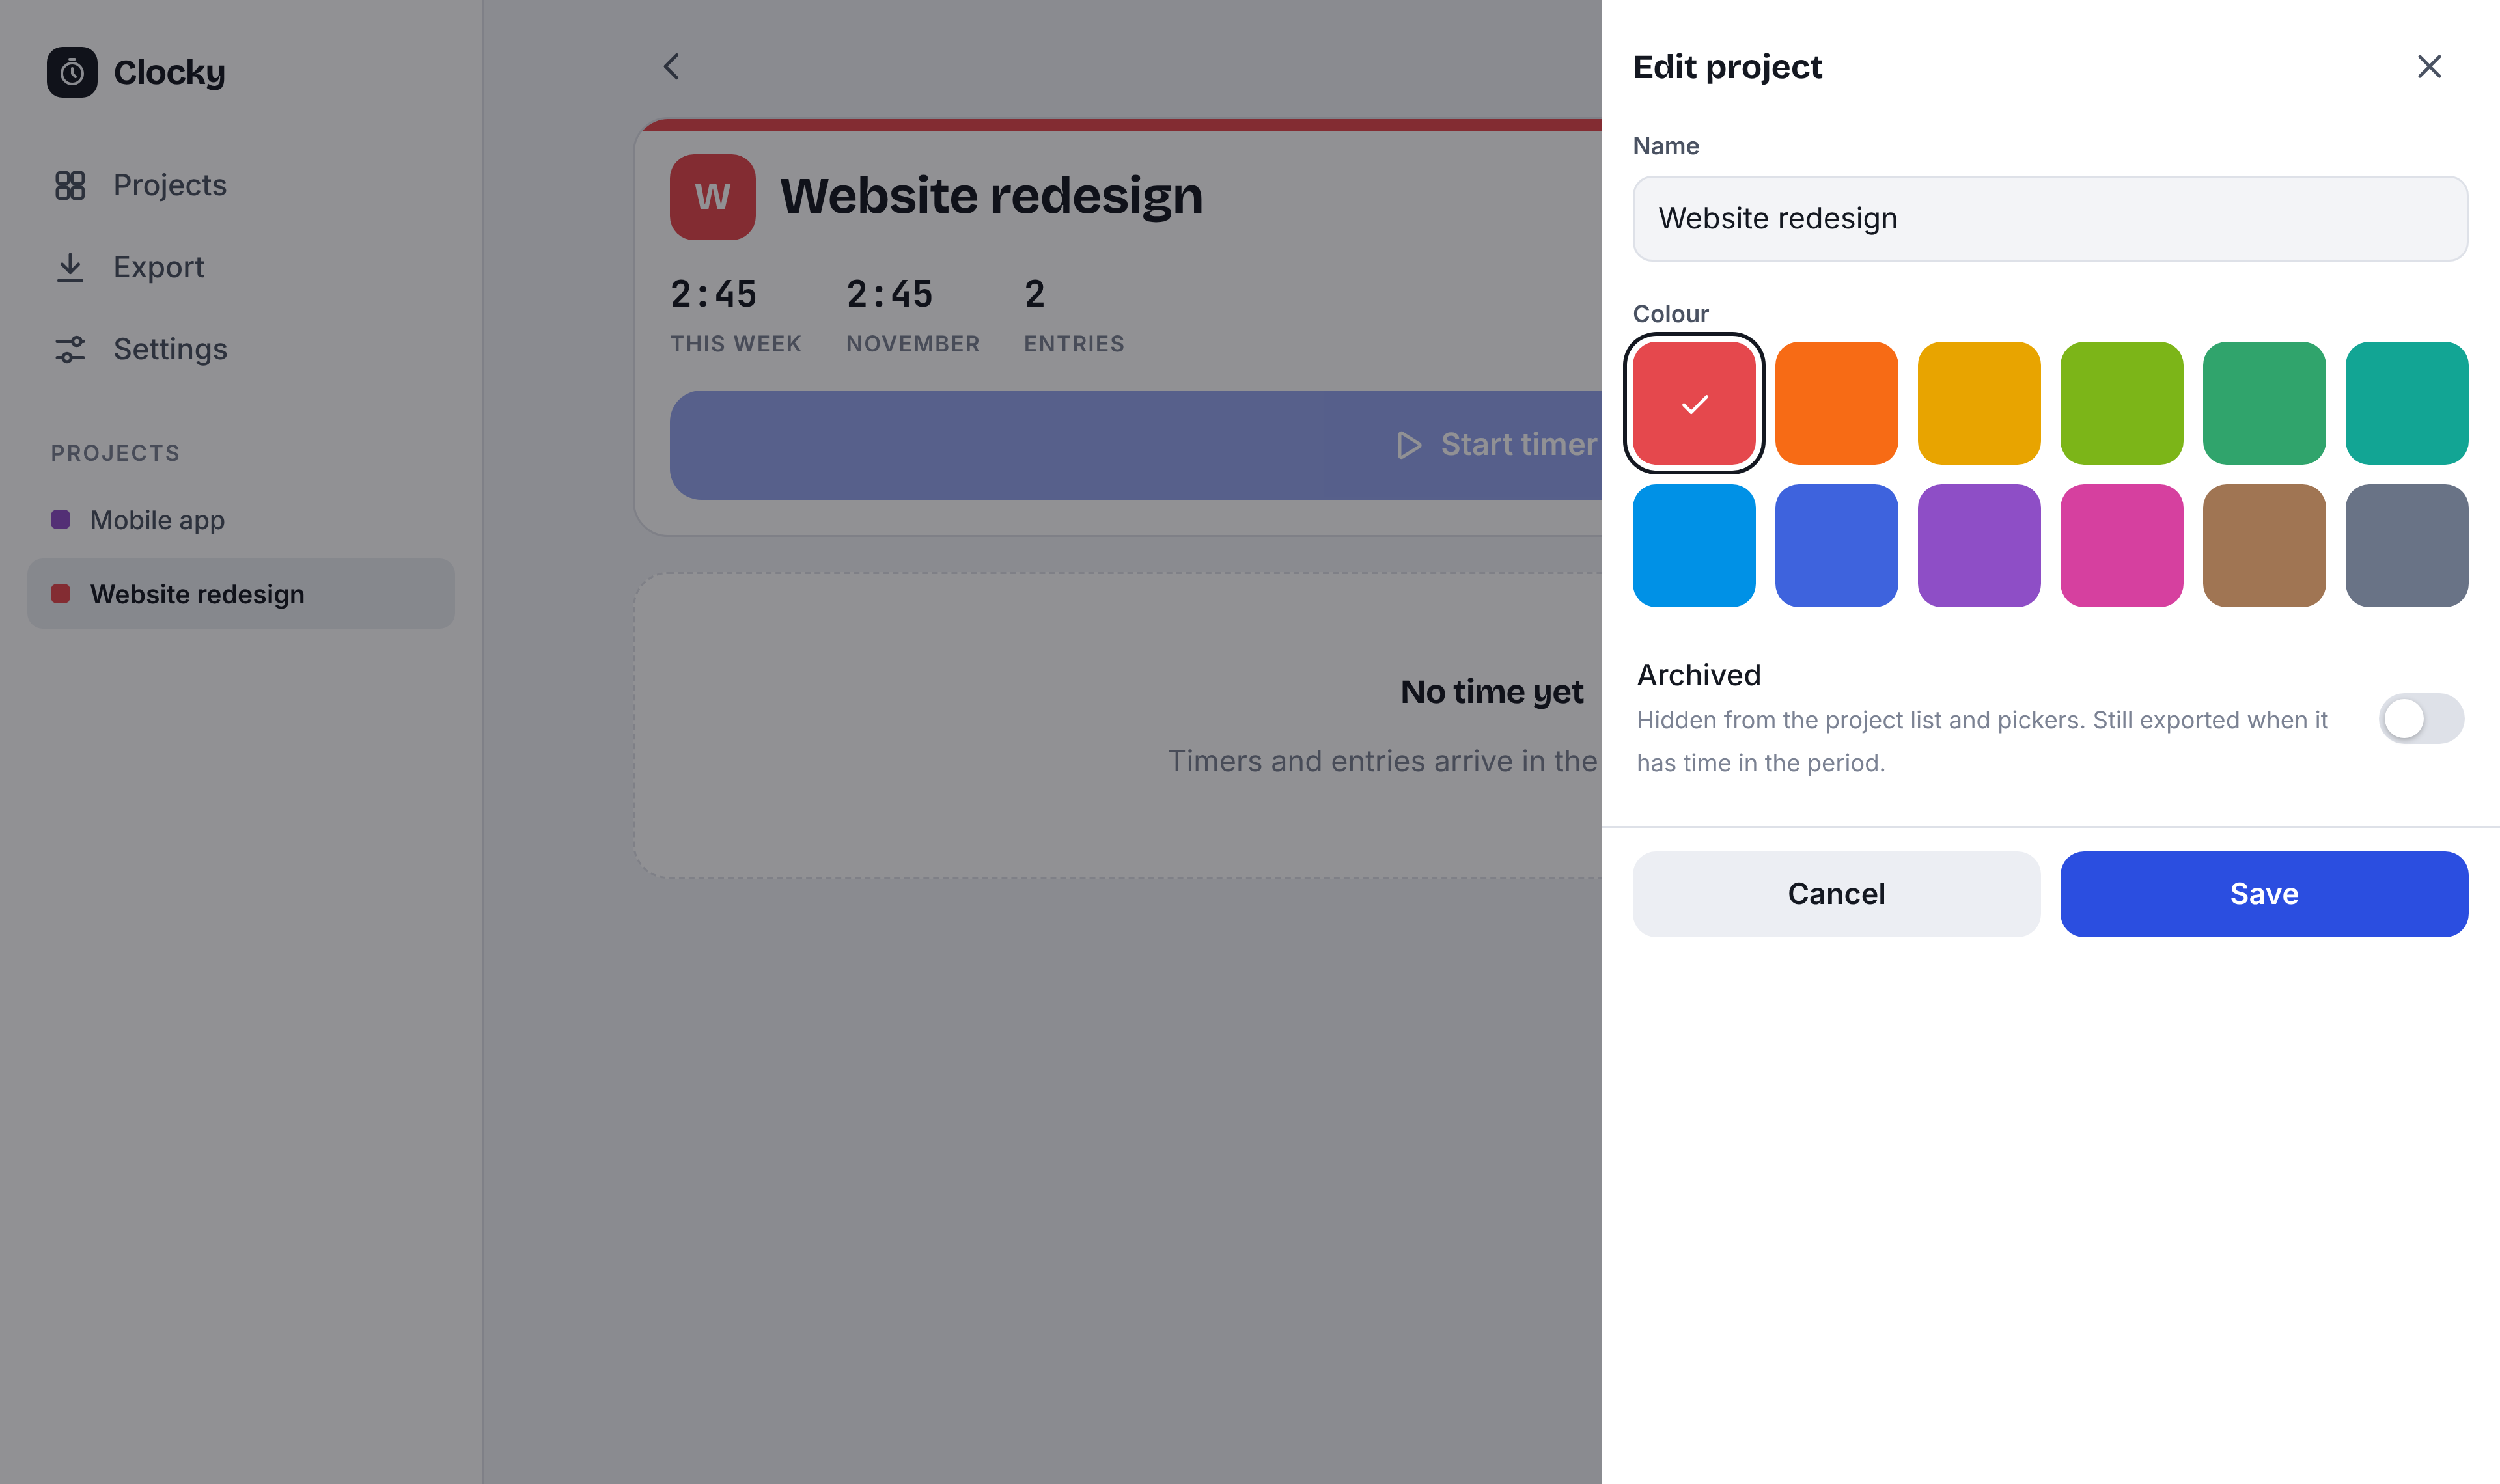 Clocky
Projects
Export
Settings
PROJECTS
Mobile app
Website redesign
W
Website redesign
2:45
2:45
2
THIS WEEK
NOVEMBER
ENTRIES
Start timer
No time yet
Timers and entries arrive in the
Edit project
Name
Website redesign
Colour
Archived
Hidden from the project list and pickers. Still exported when it
has time in the period.
Cancel
Save